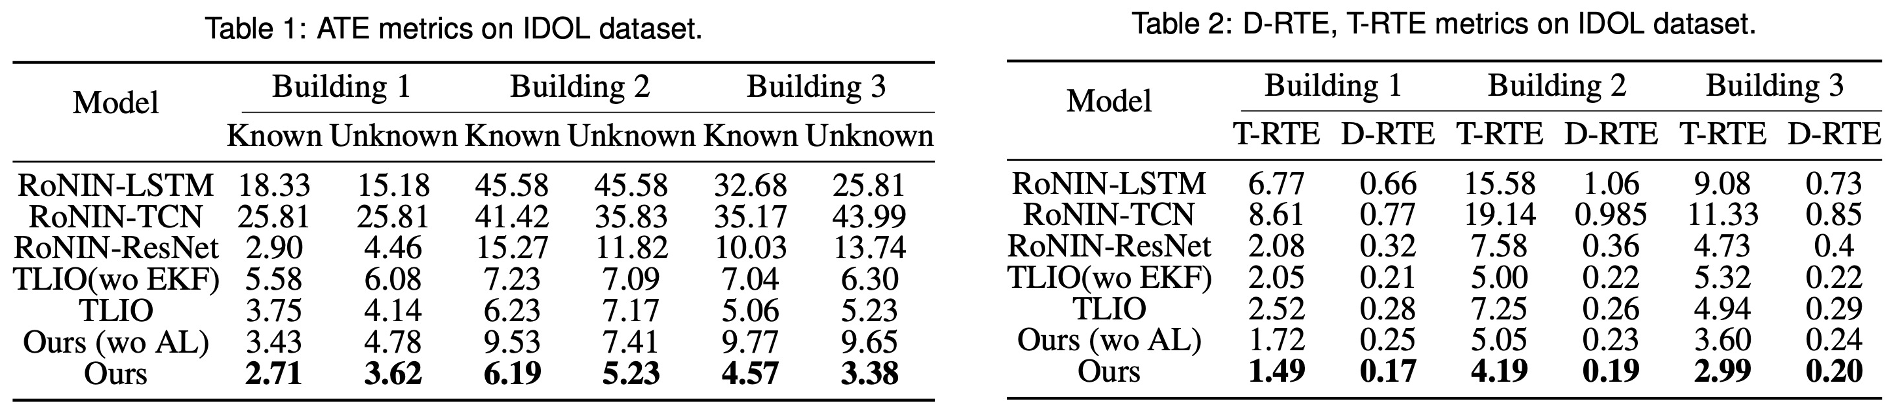 Table 1: ATE metrics on IDOL dataset.
Model Building 1 Building 2 Building 3
Known Unknown Known Unknown Known Unknown
RoNIN-LSTM 18.33 15.18 45.58 45.58 32.68 25.81
RoNIN-TCN 25.81 25.81 41.42 35.83 35.17 43.99
RoNIN-ResNet 2.90 4.46 15.27 11.82 10.03 13.74
TLIO(wo EKF) 5.58 6.08 7.23 7.09 7.04 6.30
TLIO 3.75 4.14 6.23 7.17 5.06 5.23
Ours (wo AL) 3.43 4.78 9.53 7.41 9.77 9.65
Ours 2.71 3.62 6.19 5.23 4.57 3.38
Table 2: D-RTE, T-RTE metrics on IDOL dataset.
Model Building 1 Building 2 Building 3
T-RTE D-RTE T-RTE D-RTE T-RTE D-RTE
RoNIN-LSTM 6.77 0.66 15.58 1.06 9.08 0.73
RoNIN-TCN 8.61 0.77 19.14 0.985 11.33 0.85
RoNIN-ResNet 2.08 0.32 7.58 0.36 4.73 0.4
TLIO(wo EKF) 2.05 0.21 5.00 0.22 5.32 0.22
TLIO 2.52 0.28 7.25 0.26 4.94 0.29
Ours (wo AL) 1.72 0.25 5.05 0.23 3.60 0.24
Ours 1.49 0.17 4.19 0.19 2.99 0.20